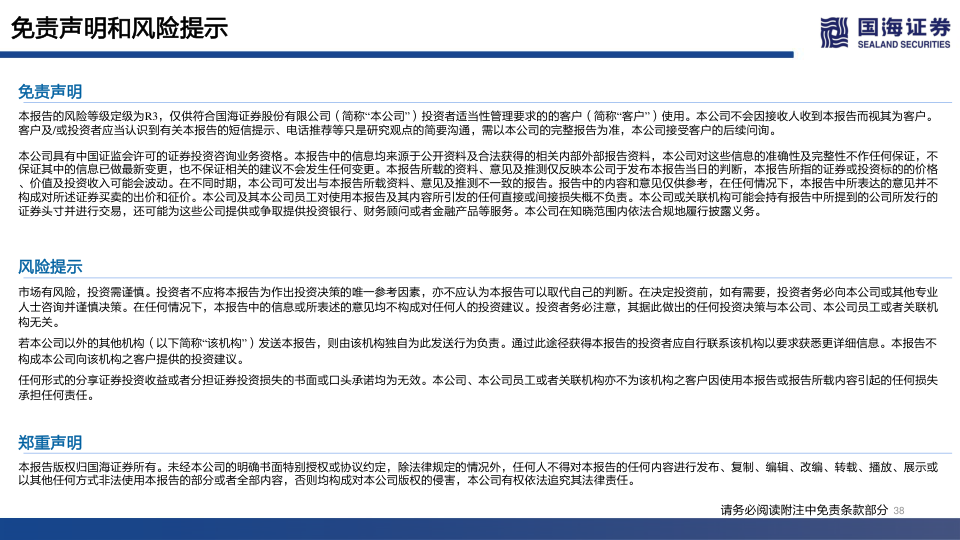 免责声明和风险提示
国海证券
SEALAND SECURITIES
免责声明
本报告的风险等级定级为R3，仅供符合国海证券股份有限公司（简称“本公司”）投资者适当性管理要求的的客户（简称“客户”）使用。本公司不会因接收人收到本报告而视其为客户。
客户及/或投资者应当认识到有关本报告的短信提示、电话推荐等只是研究观点的简要沟通，需以本公司的完整报告为准，本公司接受客户的后续问询。
本公司具有中国证监会许可的证券投资咨询业务资格。本报告中的信息均来源于公开资料及合法获得的相关内部外部报告资料，本公司对这些信息的准确性及完整性不作任何保证，不
保证其中的信息已做最新变更，也不保证相关的建议不会发生任何变更。本报告所载的资料、意见及推测仅反映本公司于发布本报告当日的判断，本报告所指的证券或投资标的的价格
、价值及投资收入可能会波动。在不同时期，本公司可发出与本报告所载资料、意见及推测不一致的报告。报告中的内容和意见仅供参考，在任何情况下，本报告中所表达的意见并不
构成对所述证券买卖的出价和征价。本公司及其本公司员工对使用本报告及其内容所引发的任何直接或间接损失概不负责。本公司或关联机构可能会持有报告中所提到的公司所发行的
证券头寸并进行交易，还可能为这些公司提供或争取提供投资银行、财务顾问或者金融产品等服务。本公司在知晓范围内依法合规地履行披露义务。
风险提示
市场有风险，投资需谨慎。投资者不应将本报告为作出投资决策的唯一参考因素，亦不应认为本报告可以取代自己的判断。在决定投资前，如有需要，投资者务必向本公司或其他专业
人士咨询并谨慎决策。在任何情况下，本报告中的信息或所表述的意见均不构成对任何人的投资建议。投资者务必注意，其据此做出的任何投资决策与本公司、本公司员工或者关联机
构无关。
若本公司以外的其他机构（以下简称“该机构”）发送本报告，则由该机构独自为此发送行为负责。通过此途径获得本报告的投资者应自行联系该机构以要求获悉更详细信息。本报告不
构成本公司向该机构之客户提供的投资建议。
任何形式的分享证券投资收益或者分担证券投资损失的书面或口头承诺均为无效。本公司、本公司员工或者关联机构亦不为该机构之客户因使用本报告或报告所载内容引起的任何损失
承担任何责任。
郑重声明
本报告版权归国海证券所有。未经本公司的明确书面特别授权或协议约定，除法律规定的情况外，任何人不得对本报告的任何内容进行发布、复制、编辑、改编、转载、播放、展示或
以其他任何方式非法使用本报告的部分或者全部内容，否则均构成对本公司版权的侵害，本公司有权依法追究其法律责任。
请务必阅读附注中免责条款部分 38